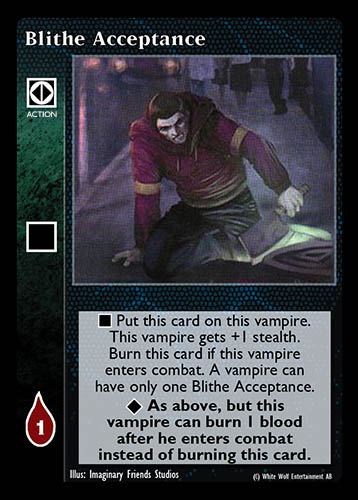 Blithe Acceptance
ACTION
Put this card on this vampire.
This vampire gets +1 stealth.
Burn this card if this vampire
enters combat. A vampire can
have only one Blithe Acceptance.
As above, but this
vampire can burn 1 blood
after he enters combat
instead of burning this card.
1
Illus: Imaginary Friends Studios
(C) White Wolf Entertainment AB